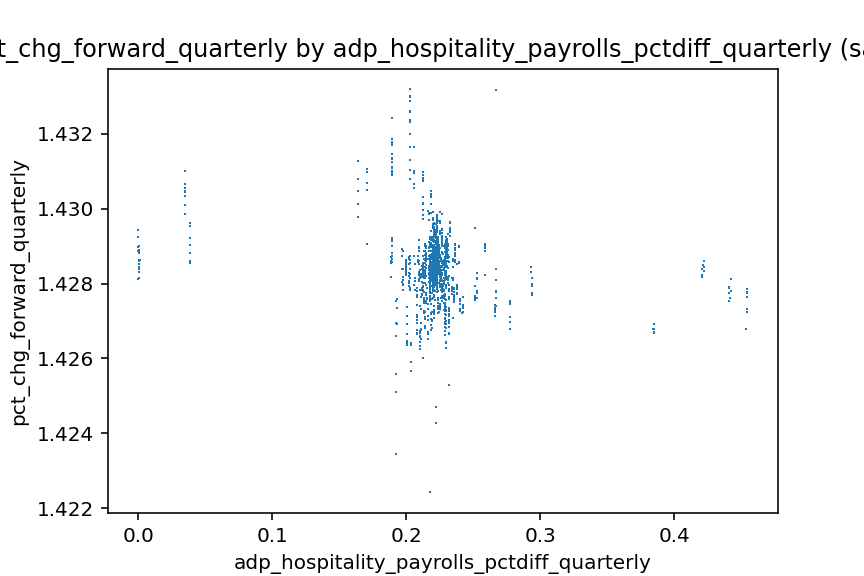 t_chg_forward_quarterly by adp_hospitality_payrolls_pctdiff_quarterly (s
1.432
1.430
1.428
1.426
1.424
1.422
pct_chg_forward_quarterly
0.0 0.1 0.2 0.3 0.4
adp_hospitality_payrolls_pctdiff_quarterly